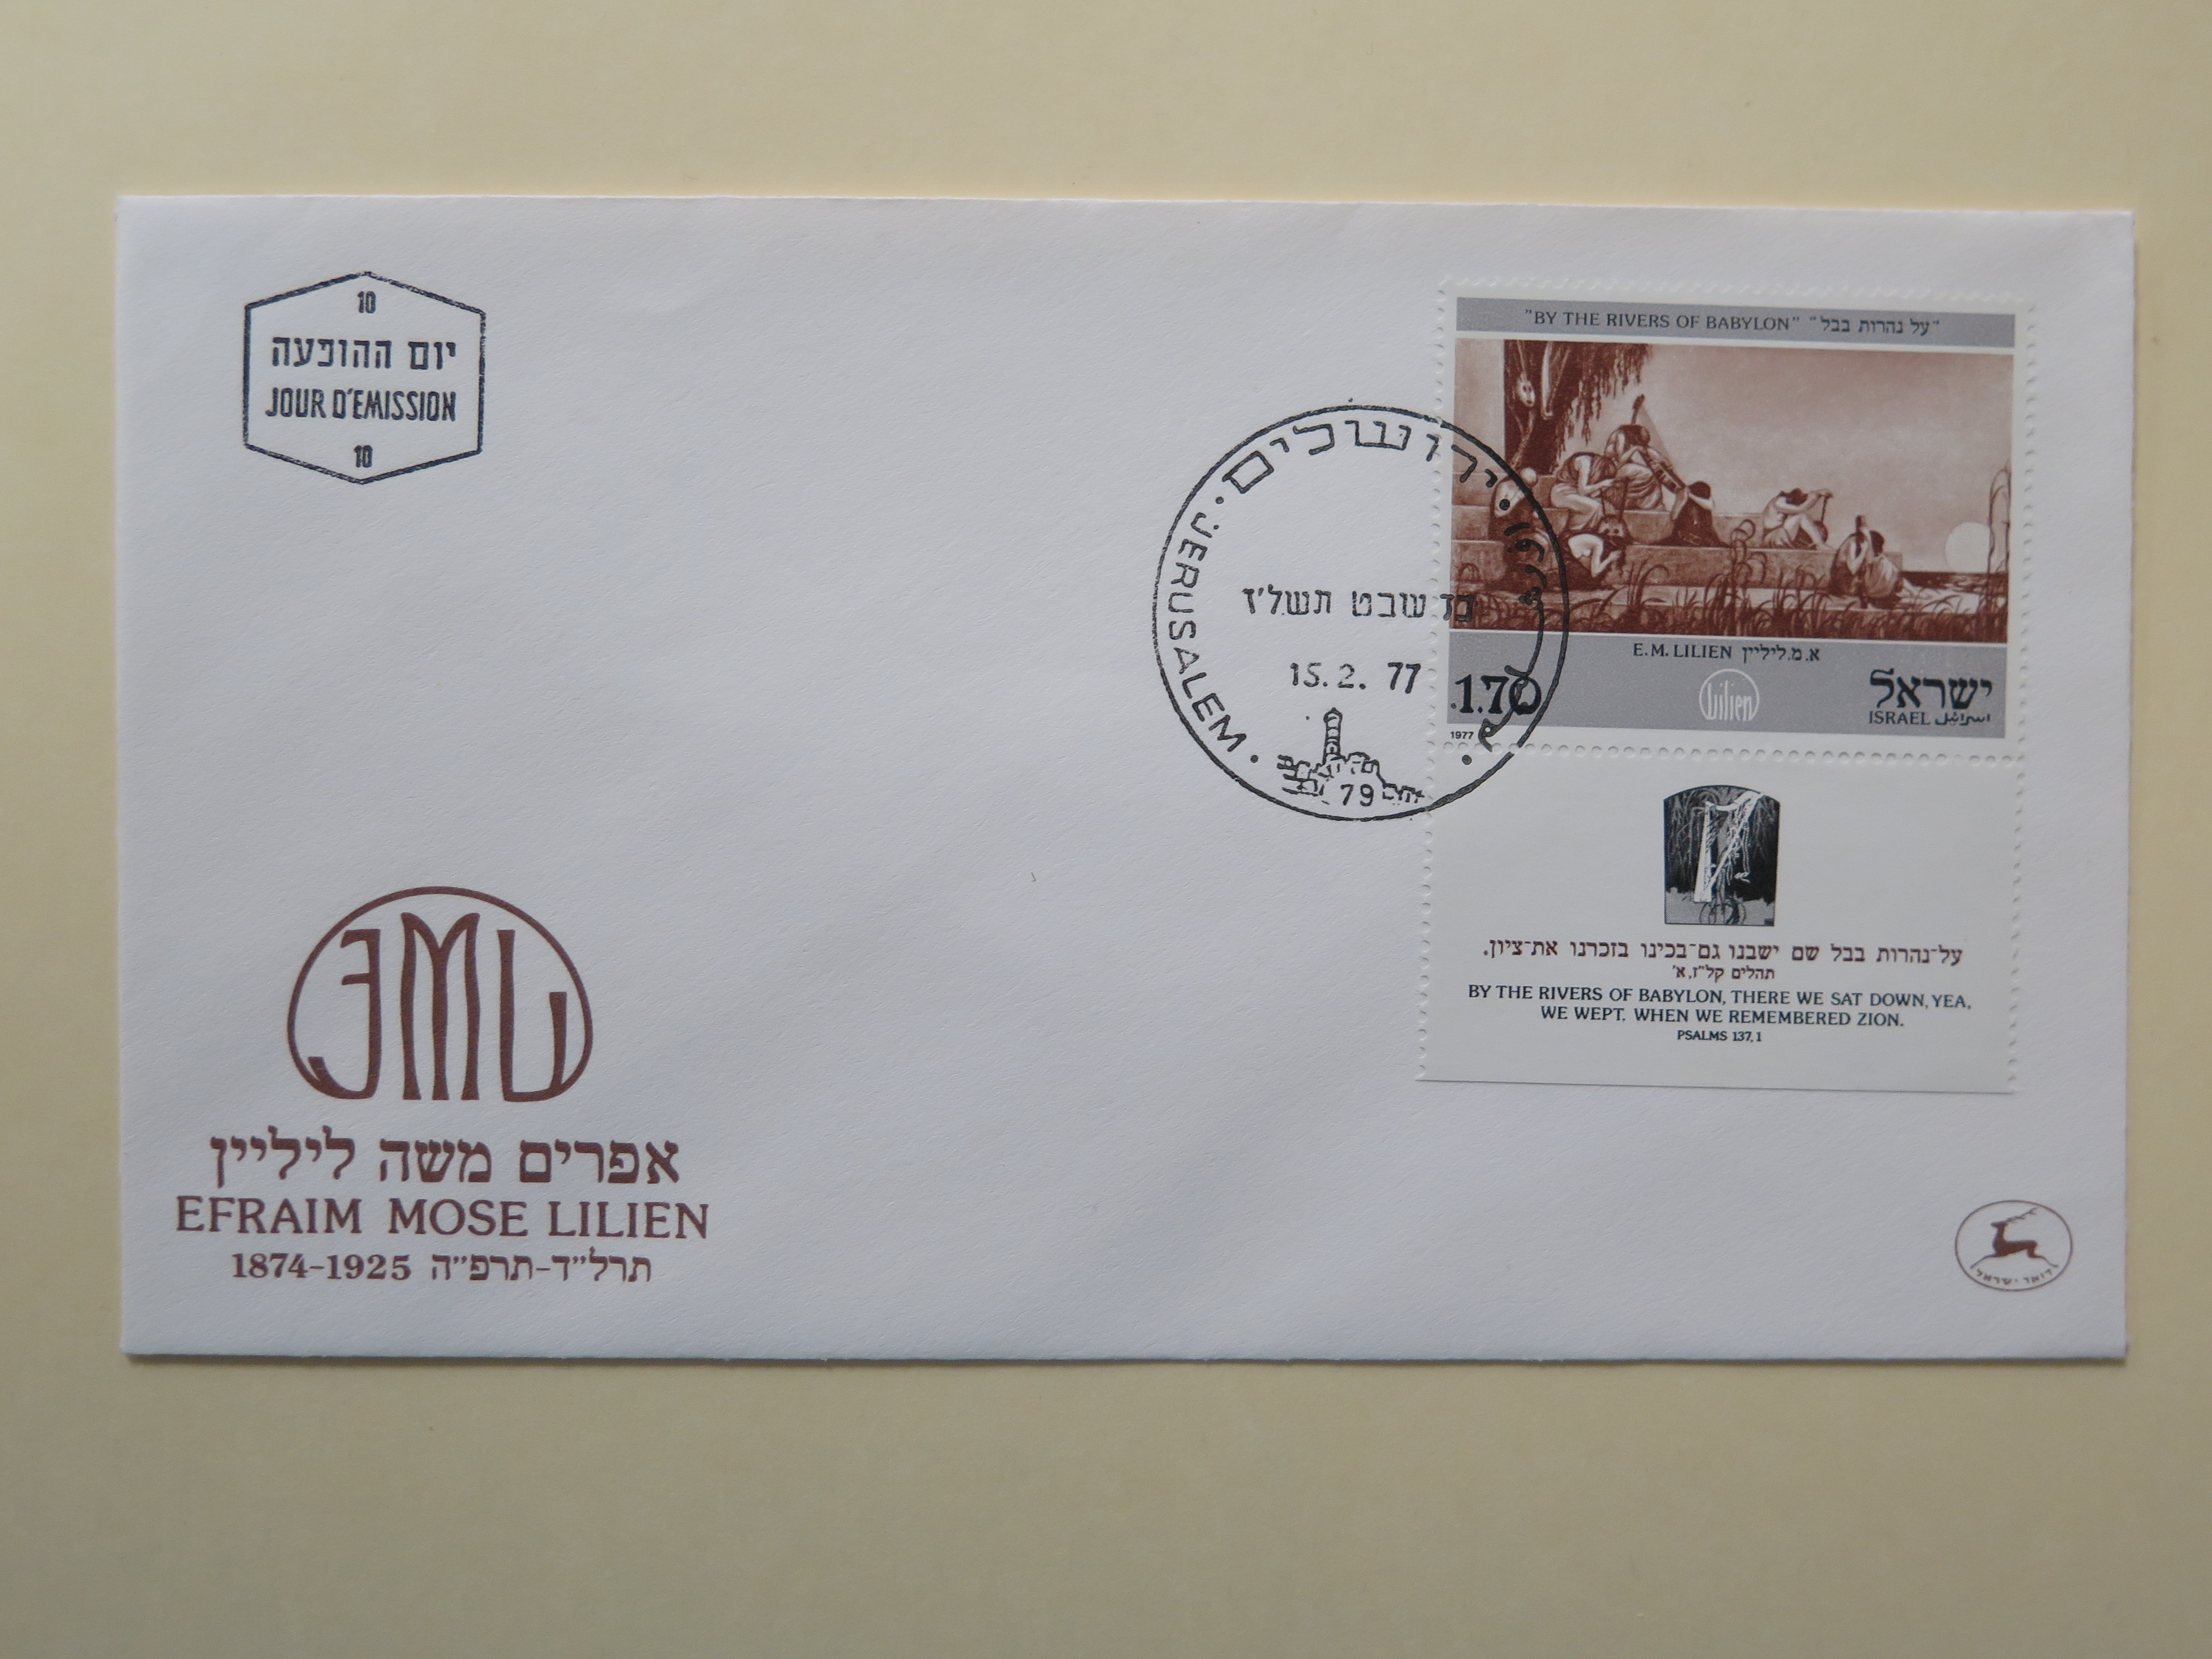 10
יום ההופעה
JOUR D'EMISSION
10
"BY THE RIVERS OF BABYLON" "על נהרות בבל"
ירושלים
JERUSALEM
כז שבט תשל'ז
15.2.77
79
E.M. LILIEN א.מ.ליליין
1.70
Lilien
ישראל
ISRAEL اسرائيل
1977
על־נהרות בבל שם ישבנו גם־בכינו בזכרנו את־ציון.
תהלים קל״ז,א'
BY THE RIVERS OF BABYLON, THERE WE SAT DOWN, YEA,
WE WEPT, WHEN WE REMEMBERED ZION.
PSALMS 137,1
EML
אפרים משה ליליין
EFRAIM MOSE LILIEN
1874-1925 תרל״ד-תרפ״ה
דואר ישראל